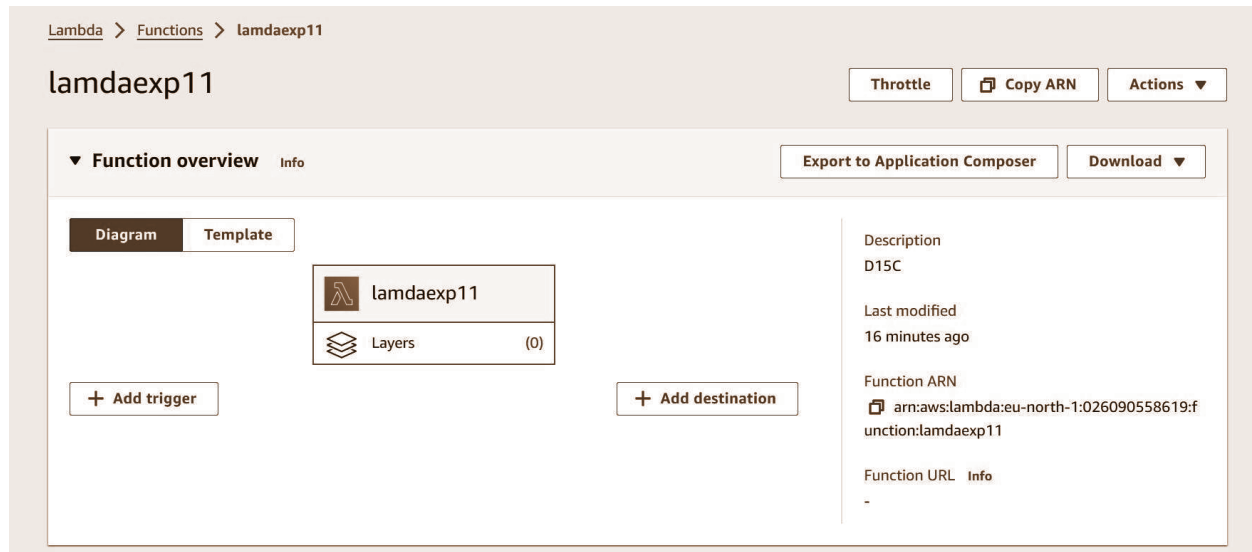 Lambda > Functions > lamdaexp11
lamdaexp11
Throttle Copy ARN Actions ▼
▼ Function overview Info
Export to Application Composer Download ▼
Diagram Template
lamdaexp11
Layers (0)
+ Add trigger
+ Add destination
Description
D15C
Last modified
16 minutes ago
Function ARN
arn:aws:lambda:eu-north-1:026090558619:f
unction:lamdaexp11
Function URL Info
-